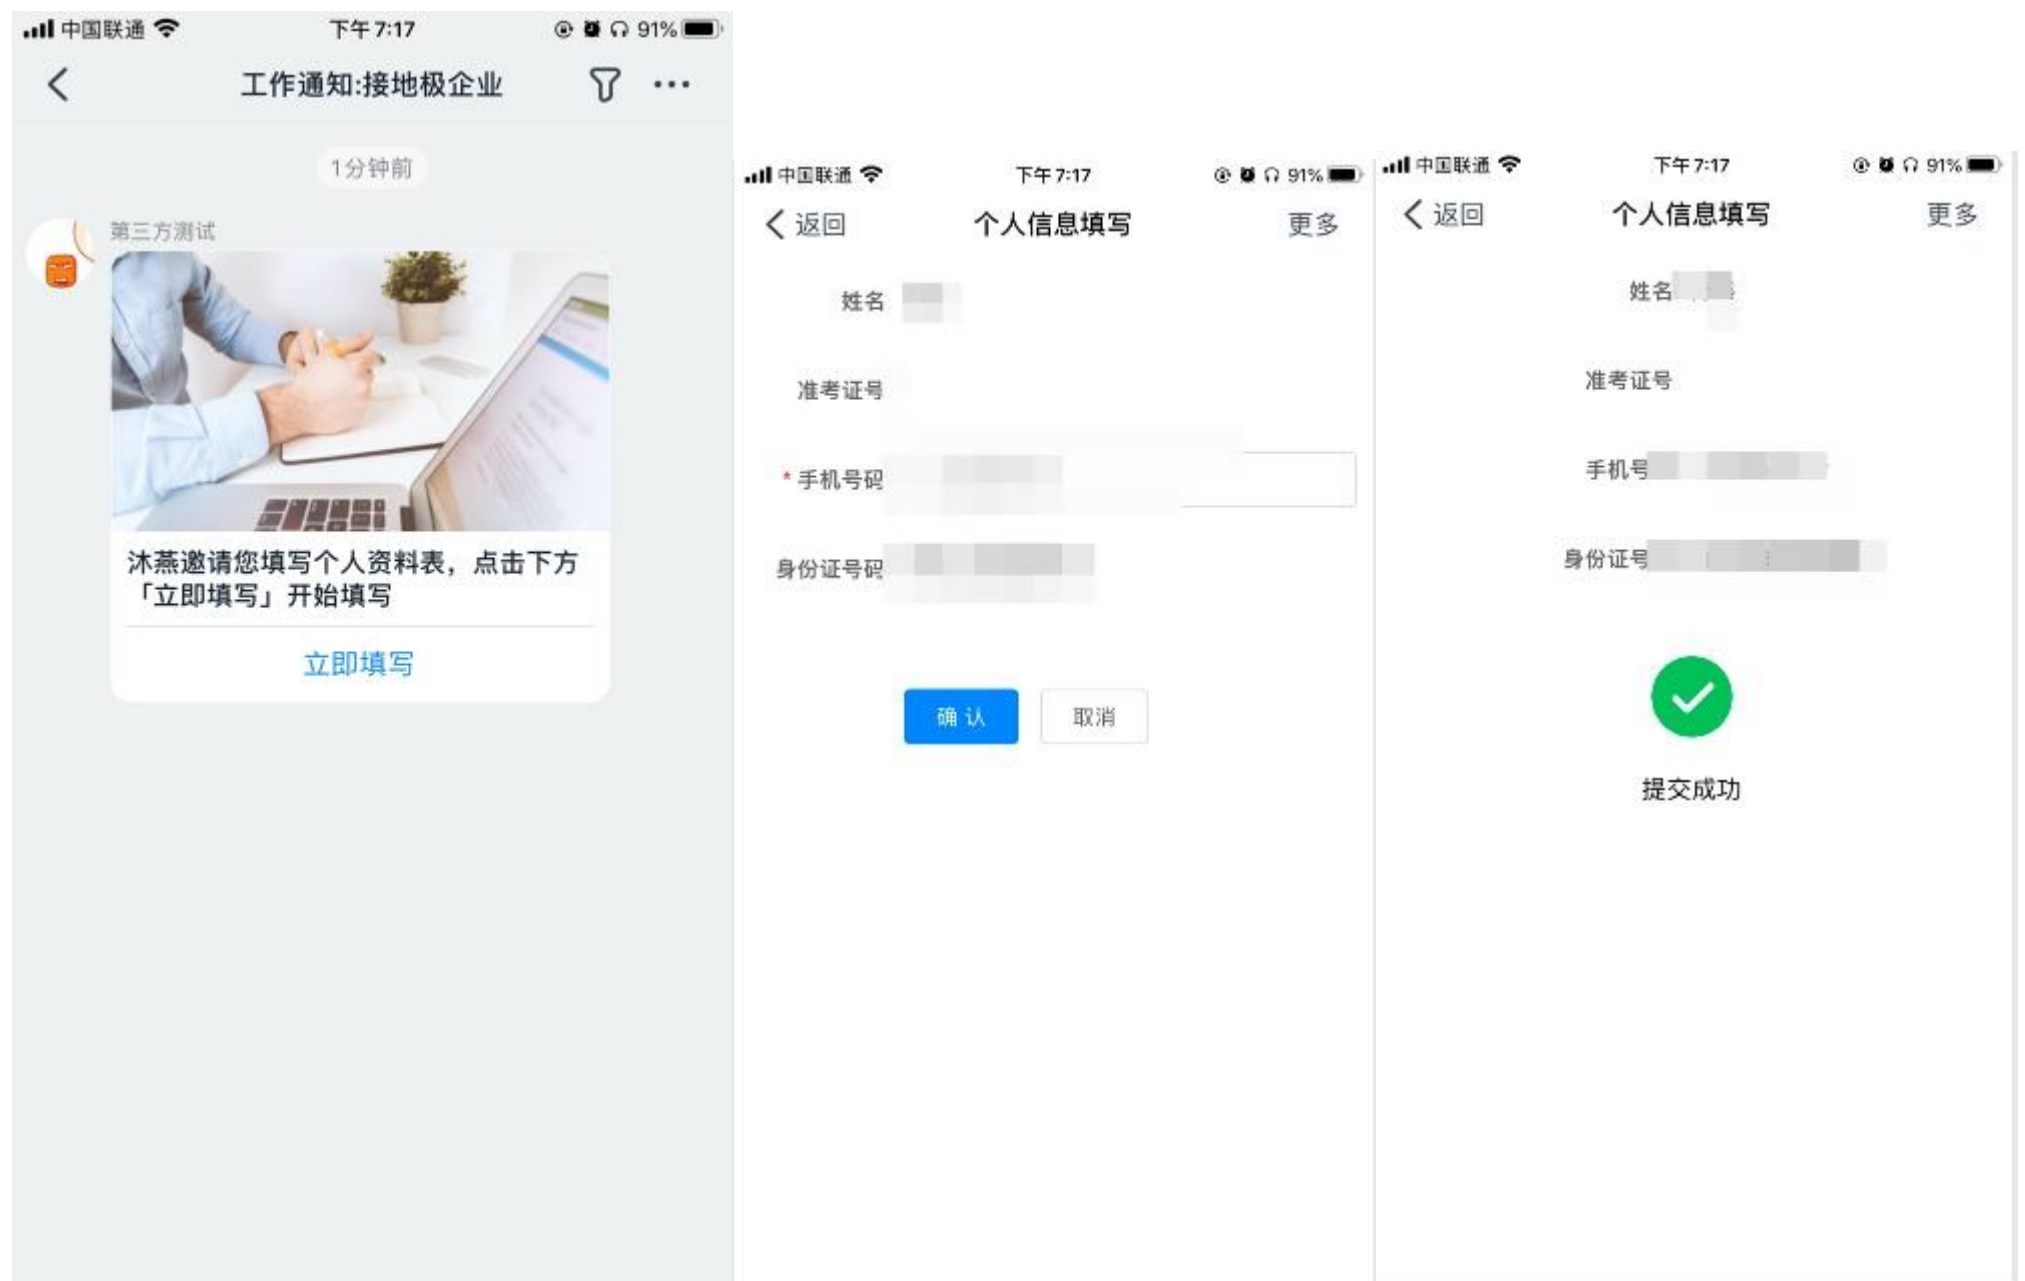 中国联通
下午 7:17
91%
工作通知:接地极企业
1分钟前
第三方测试
沐燕邀请您填写个人资料表，点击下方
「立即填写」开始填写
立即填写
中国联通
下午 7:17
91%
返回
个人信息填写
更多
姓名
准考证号
* 手机号码
身份证号码
确 认
取消
中国联通
下午 7:17
91%
返回
个人信息填写
更多
姓名
准考证号
手机号
身份证号
提交成功